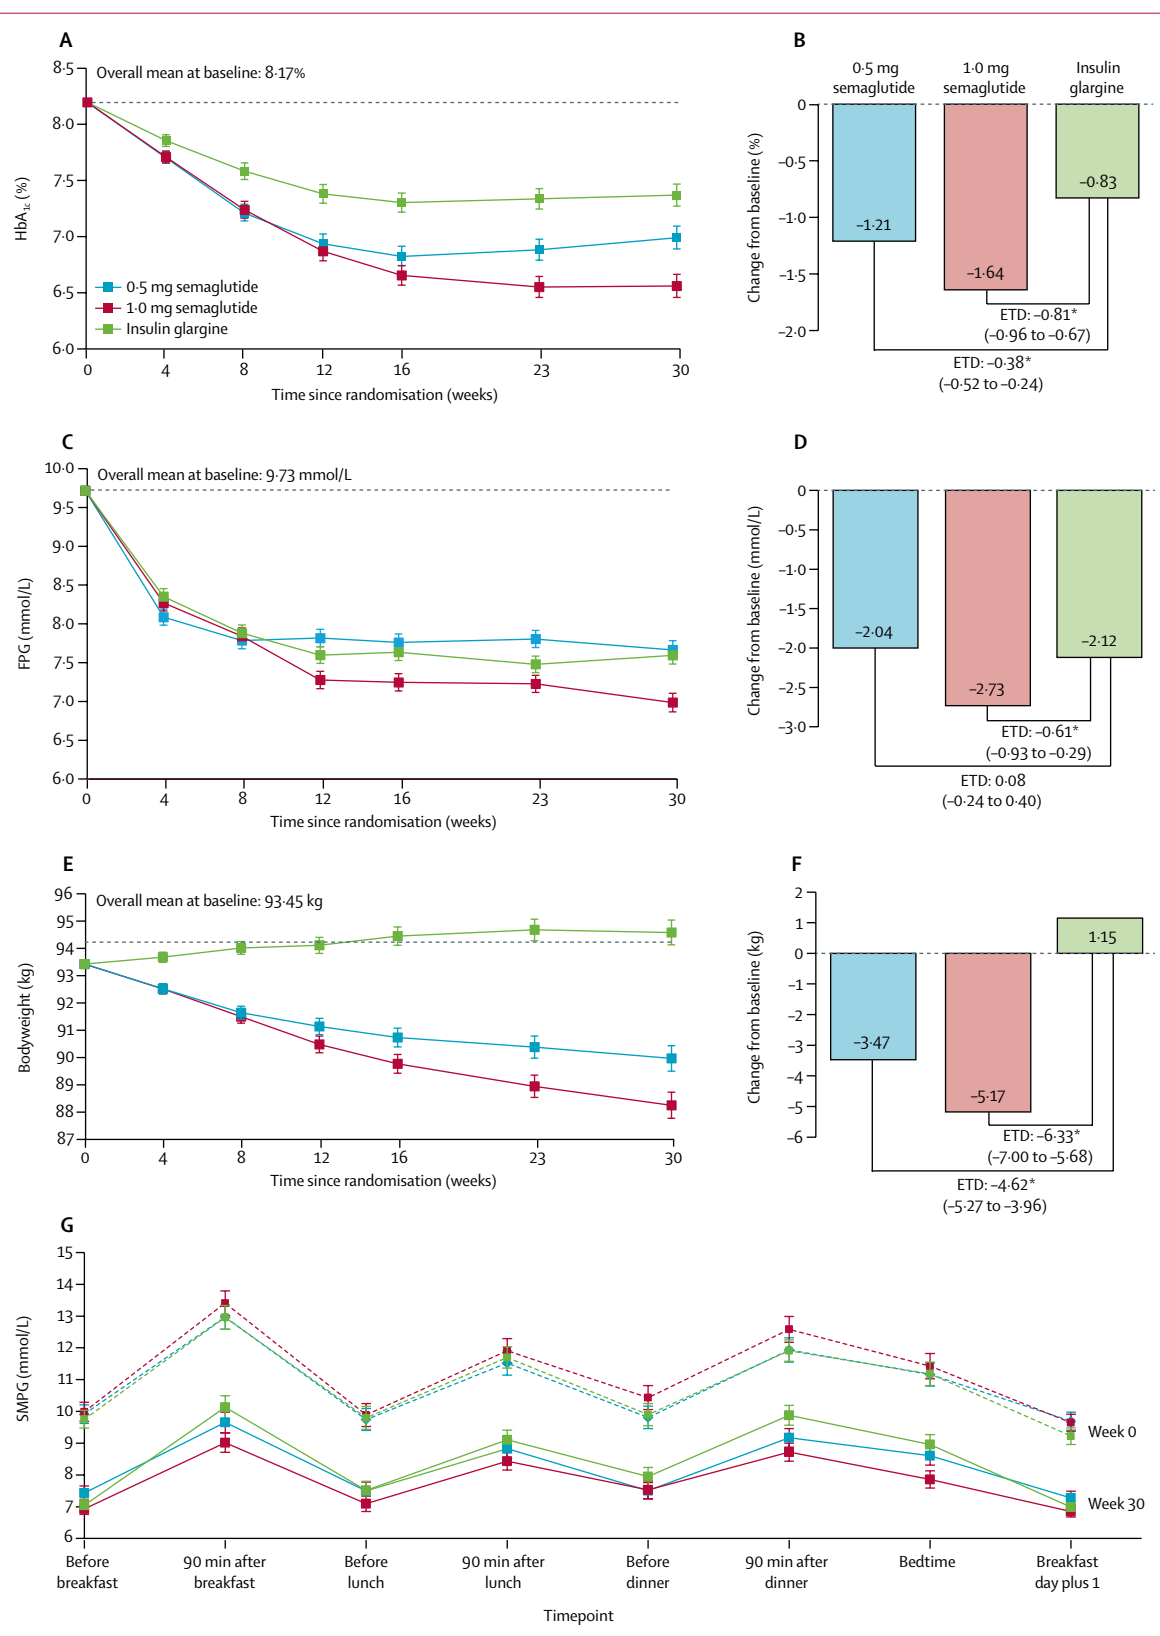 A
Overall mean at baseline: 8·17%
8·5
8·0
7·5
7·0
6·5
6·0
HbA1c (%)
0·5 mg semaglutide
1·0 mg semaglutide
Insulin glargine
0 4 8 12 16 23 30
Time since randomisation (weeks)
B
0·5 mg semaglutide
1·0 mg semaglutide
Insulin glargine
0
–0·5
–1·0
–1·5
–2·0
Change from baseline (%)
–1·21
–1·64
–0·83
ETD: –0·81*
(–0·96 to –0·67)
ETD: –0·38*
(–0·52 to –0·24)
C
Overall mean at baseline: 9·73 mmol/L
10·0
9·5
9·0
8·5
8·0
7·5
7·0
6·5
6·0
FPG (mmol/L)
0 4 8 12 16 23 30
Time since randomisation (weeks)
D
0
–0·5
–1·0
–1·5
–2·0
–2·5
–3·0
Change from baseline (mmol/L)
–2·04
–2·73
–2·12
ETD: –0·61*
(–0·93 to –0·29)
ETD: 0·08
(–0·24 to 0·40)
E
Overall mean at baseline: 93·45 kg
96
95
94
93
92
91
90
89
88
87
Bodyweight (kg)
0 4 8 12 16 23 30
Time since randomisation (weeks)
F
2
1
0
–1
–2
–3
–4
–5
–6
Change from baseline (kg)
–3·47
–5·17
1·15
ETD: –6·33*
(–7·00 to –5·68)
ETD: –4·62*
(–5·27 to –3·96)
G
15
14
13
12
11
10
9
8
7
6
SMPG (mmol/L)
Week 0
Week 30
Before breakfast
90 min after breakfast
Before lunch
90 min after lunch
Before dinner
90 min after dinner
Bedtime
Breakfast day plus 1
Timepoint